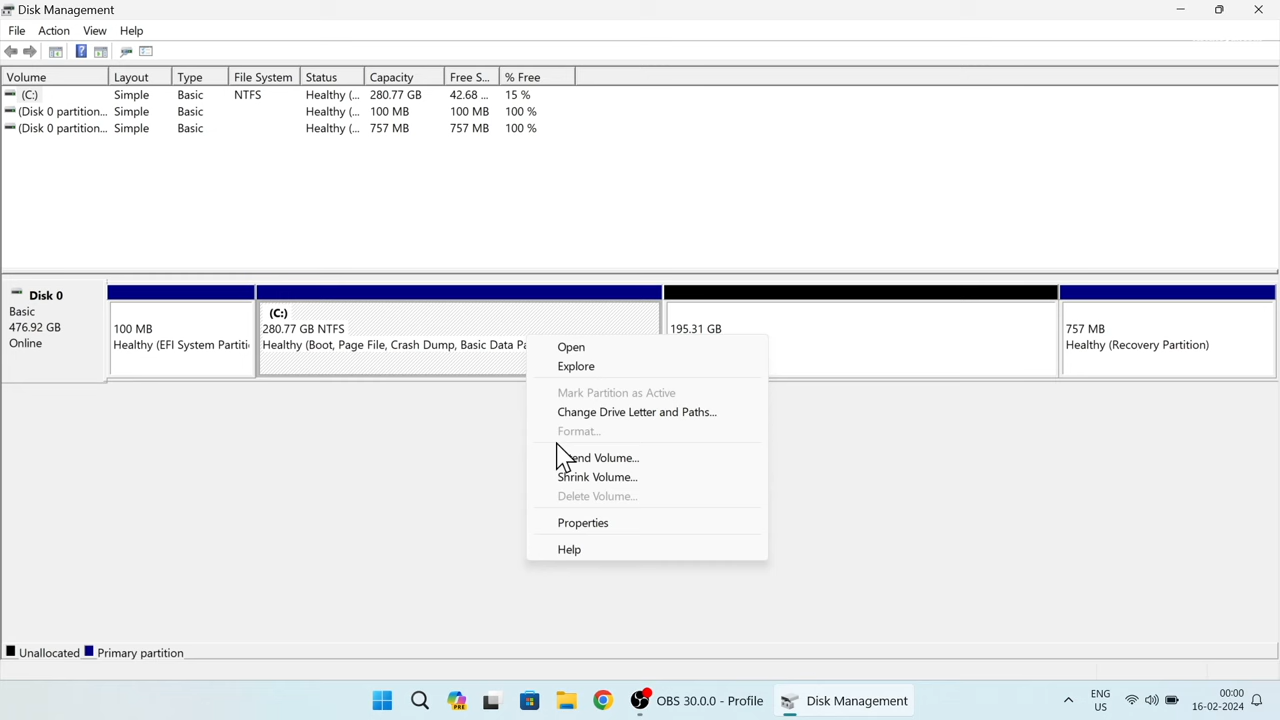 Disk Management
File Action View Help
Volume Layout Type File System Status Capacity Free S... % Free
(C:) Simple Basic NTFS Healthy (... 280.77 GB 42.68 ... 15 %
(Disk 0 partition... Simple Basic Healthy (... 100 MB 100 MB 100 %
(Disk 0 partition... Simple Basic Healthy (... 757 MB 757 MB 100 %
Disk 0
Basic
476.92 GB
Online
100 MB
Healthy (EFI System Partiti
(C:)
280.77 GB NTFS
Healthy (Boot, Page File, Crash Dump, Basic Data Pa
195.31 GB
757 MB
Healthy (Recovery Partition)
Open
Explore
Mark Partition as Active
Change Drive Letter and Paths...
Format...
end Volume...
Shrink Volume...
Delete Volume...
Properties
Help
Unallocated Primary partition
PRE OBS 30.0.0 - Profile Disk Management
ENG
US
00:00
16-02-2024